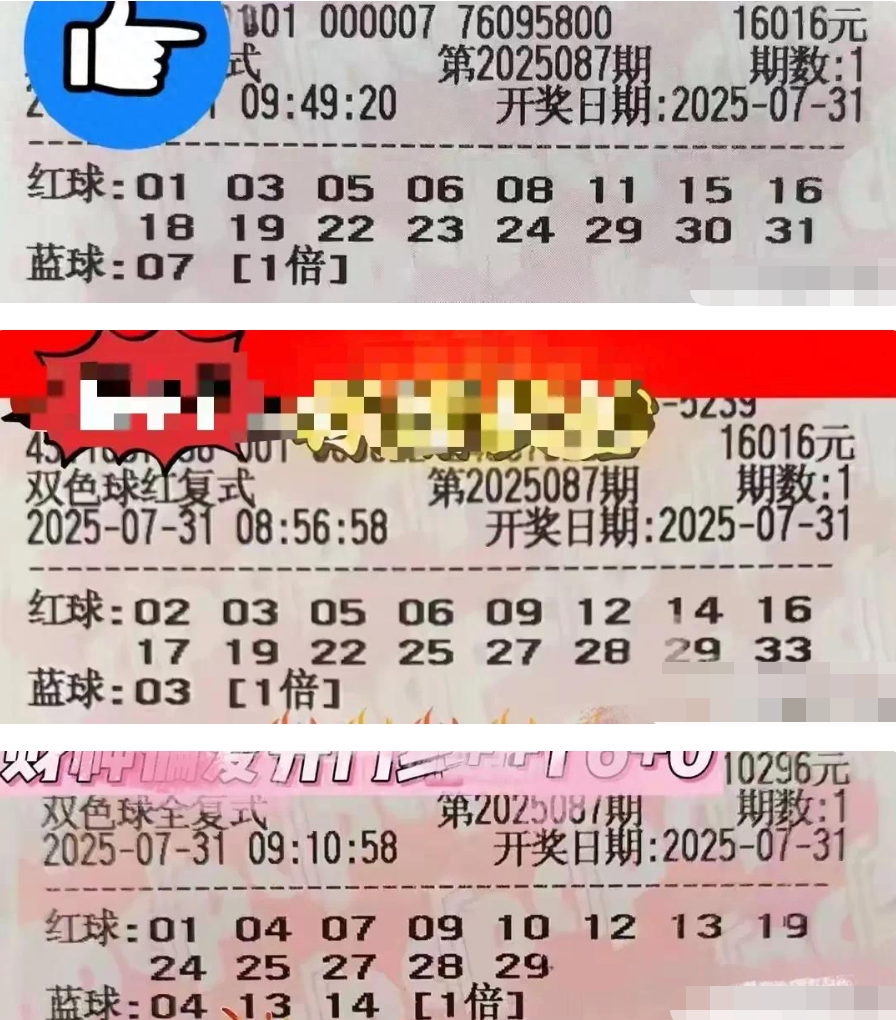 001 000007 76095800 16016元
式 第2025087期 期数:1
09:49:20 开奖日期:2025-07-31
红球:01 03 05 06 08 11 15 16
18 19 22 23 24 29 30 31
蓝球:07 [1倍]
-5239
16016元
双色球红复式 第2025087期 期数:1
2025-07-31 08:56:58 开奖日期:2025-07-31
红球:02 03 05 06 09 12 14 16
17 19 22 25 27 28 29 33
蓝球:03 [1倍]
10296元
双色球全复式 第2025087期 期数:1
2025-07-31 09:10:58 开奖日期:2025-07-31
红球:01 04 07 09 10 12 13 19
24 25 27 28 29
蓝球:04 13 14 [1倍]